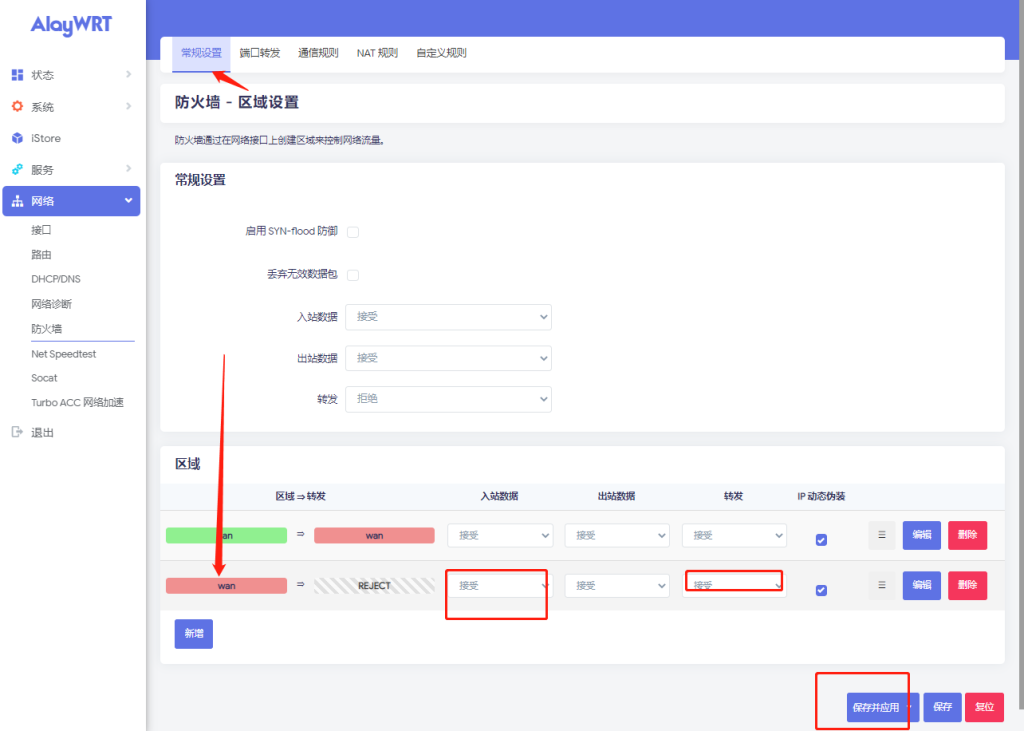 AlayWRT
状态
系统
iStore
服务
网络
接口
路由
DHCP/DNS
网络诊断
防火墙
Net Speedtest
Socat
Turbo ACC 网络加速
退出
常规设置 端口转发 通信规则 NAT 规则 自定义规则
防火墙 - 区域设置
防火墙通过在网络接口上创建区域来控制网络流量。
常规设置
启用 SYN-flood 防御
丢弃无效数据包
入站数据 接受
出站数据 接受
转发 拒绝
区域
区域 ⇒ 转发 入站数据 出站数据 转发 IP 动态伪装
an ⇒ wan 接受 接受 接受 ☰ 编辑 删除
wan ⇒ REJECT 接受 接受 接受 ☰ 编辑 删除
新增
保存并应用 保存 复位